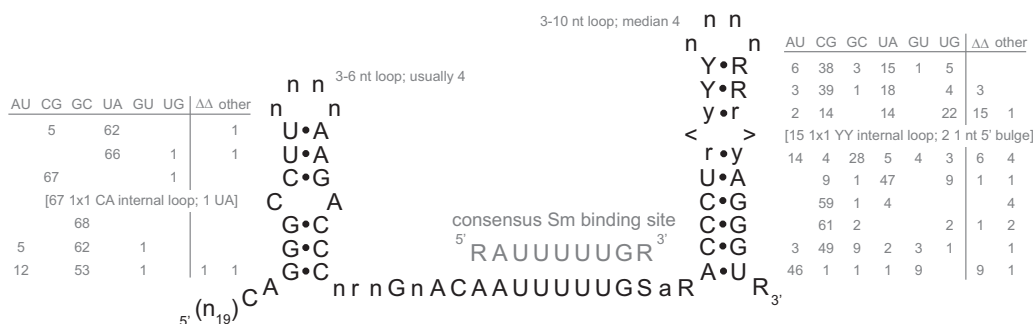 3-10 nt loop; median 4
n n
n n
Y•R
Y•R
y•r
< >
r•y
U•A
C•G
C•G
C•G
A•U
AU CG GC UA GU UG ΔΔ other
6 38 3 15 1 5
3 39 1 18 4 3
2 14 14 22 15 1
[15 1x1 YY internal loop; 2 1 nt 5' bulge]
14 4 28 5 4 3 6 4
9 1 47 9 1 1
59 1 4 4
61 2 2 1 2
3 49 9 2 3 1 1
46 1 1 1 9 9 1
3-6 nt loop; usually 4
n n
n n
U•A
U•A
C•G
C A
G•C
G•C
G•C
AU CG GC UA GU UG ΔΔ other
5 62 1
66 1 1
67 1
[67 1x1 CA internal loop; 1 UA]
68
5 62 1
12 53 1 1 1
consensus Sm binding site
5' RAUUUUUGR 3'
5' (n19)CA nrnGnACAAUUUUUGSaR R 3'